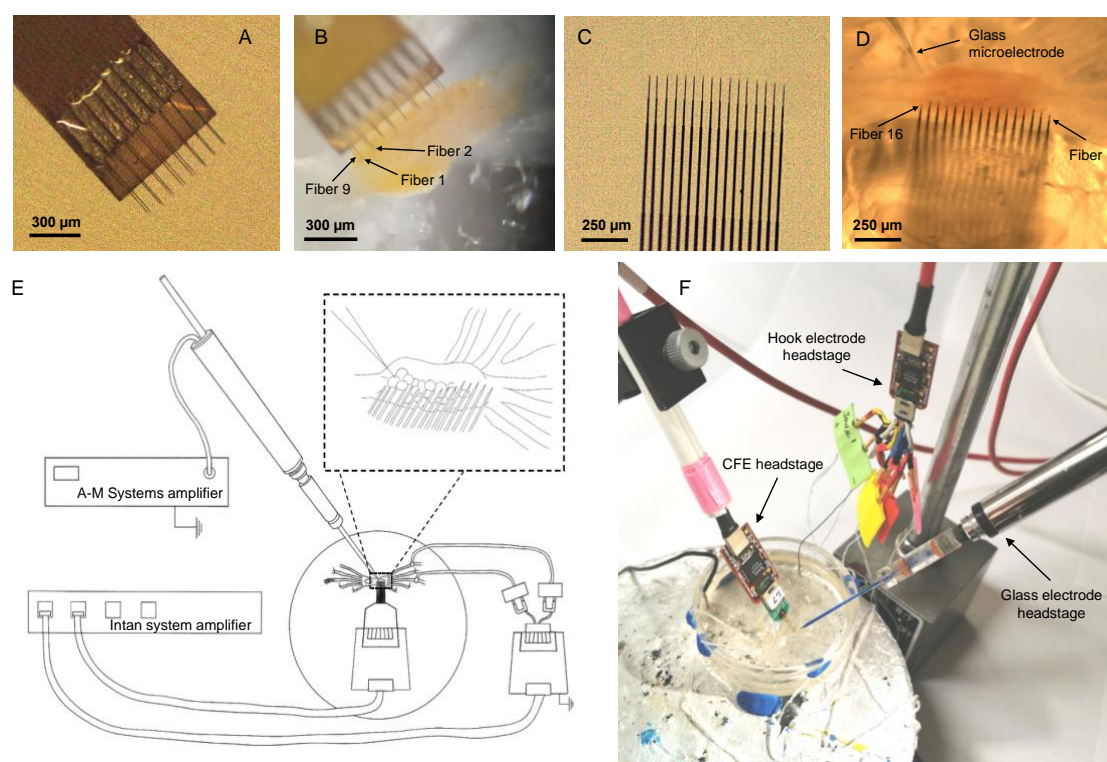 A
300 µm
B
Fiber 2
Fiber 1
Fiber 9
300 µm
C
250 µm
D
Glass
microelectrode
Fiber 16
Fiber
250 µm
E
A-M Systems amplifier
Intan system amplifier
F
Hook electrode
headstage
CFE headstage
Glass electrode
headstage